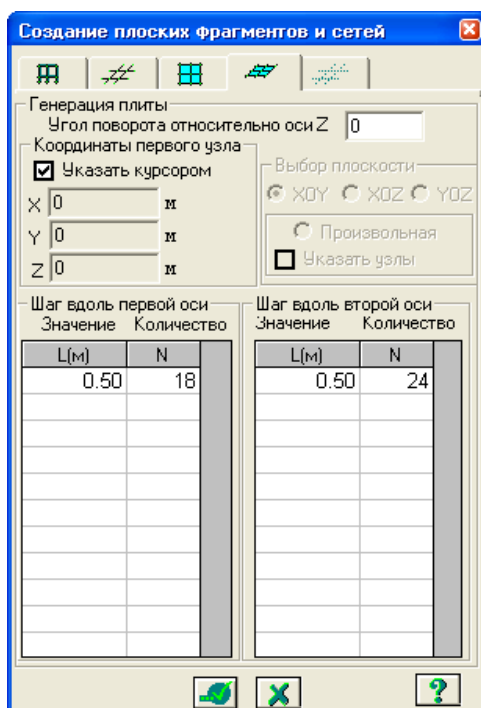 Создание плоских фрагментов и сетей
Генерация плиты
Угол поворота относительно оси Z 0
Координаты первого узла
Указать курсором
X 0 м
Y 0 м
Z 0 м
Выбор плоскости
XOY XOZ YOZ
Произвольная
Указать узлы
Шаг вдоль первой оси
Значение Количество
L(м) N
0.50 18
Шаг вдоль второй оси
Значение Количество
L(м) N
0.50 24
?